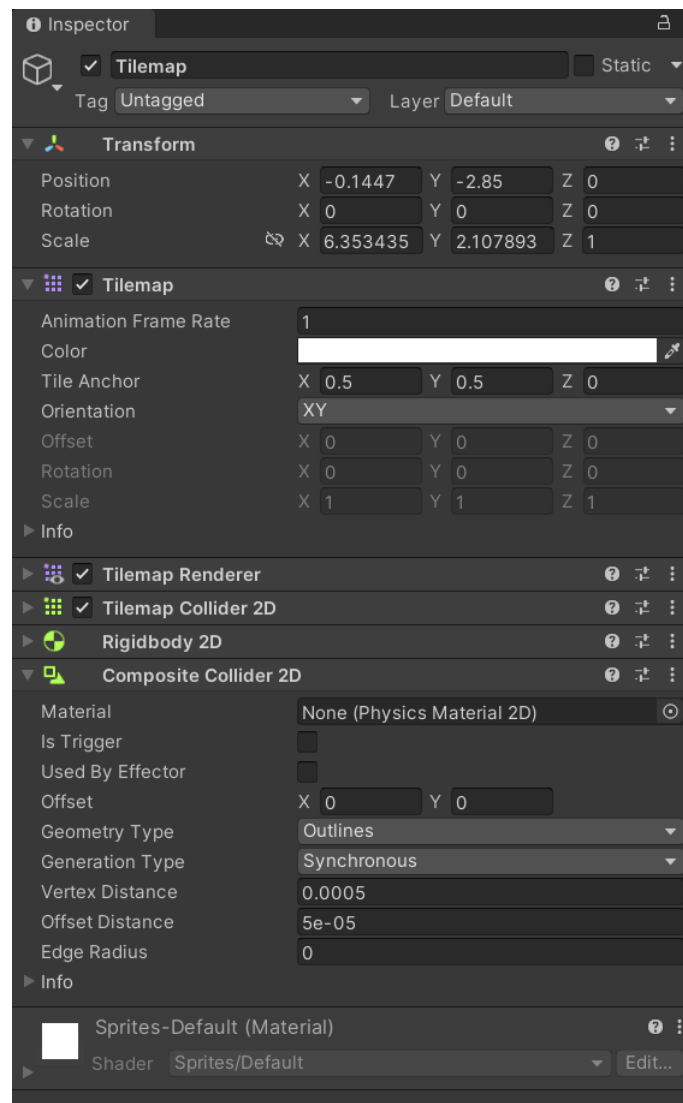 Inspector
Tilemap Static
Tag Untagged Layer Default
Transform
Position X -0.1447 Y -2.85 Z 0
Rotation X 0 Y 0 Z 0
Scale X 6.353435 Y 2.107893 Z 1
Tilemap
Animation Frame Rate 1
Color
Tile Anchor X 0.5 Y 0.5 Z 0
Orientation XY
Offset X 0 Y 0 Z 0
Rotation X 0 Y 0 Z 0
Scale X 1 Y 1 Z 1
Info
Tilemap Renderer
Tilemap Collider 2D
Rigidbody 2D
Composite Collider 2D
Material None (Physics Material 2D)
Is Trigger
Used By Effector
Offset X 0 Y 0
Geometry Type Outlines
Generation Type Synchronous
Vertex Distance 0.0005
Offset Distance 5e-05
Edge Radius 0
Info
Sprites-Default (Material)
Shader Sprites/Default Edit...